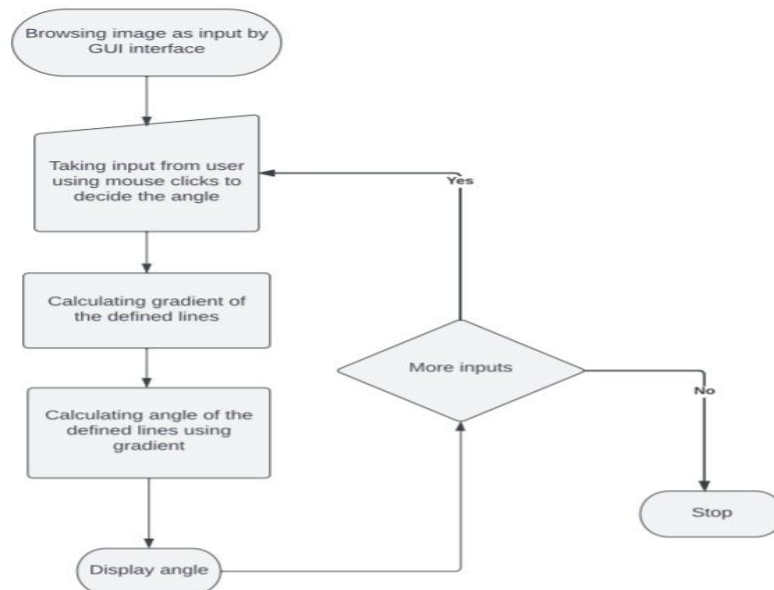 Browsing image as input by
GUI interface
Taking input from user
using mouse clicks to
decide the angle
Yes
Calculating gradient of
the defined lines
More inputs
No
Calculating angle of the
defined lines using
gradient
Stop
Display angle